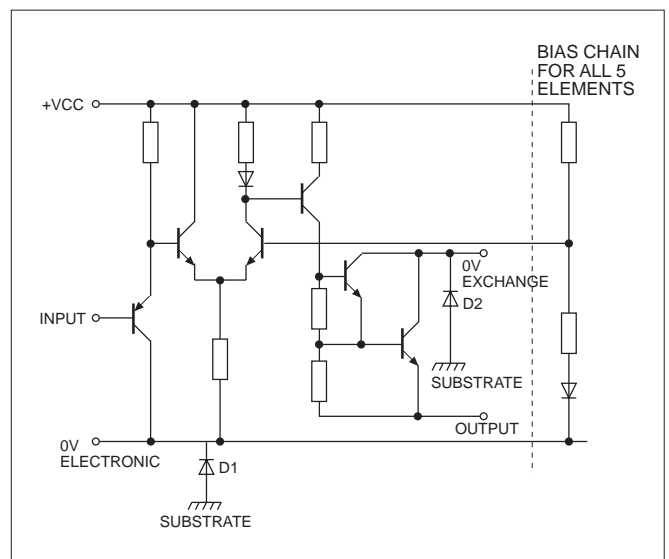 BIAS CHAIN
FOR ALL 5
ELEMENTS
+VCC
0V
EXCHANGE
D2
INPUT
SUBSTRATE
OUTPUT
0V
ELECTRONIC
D1
SUBSTRATE